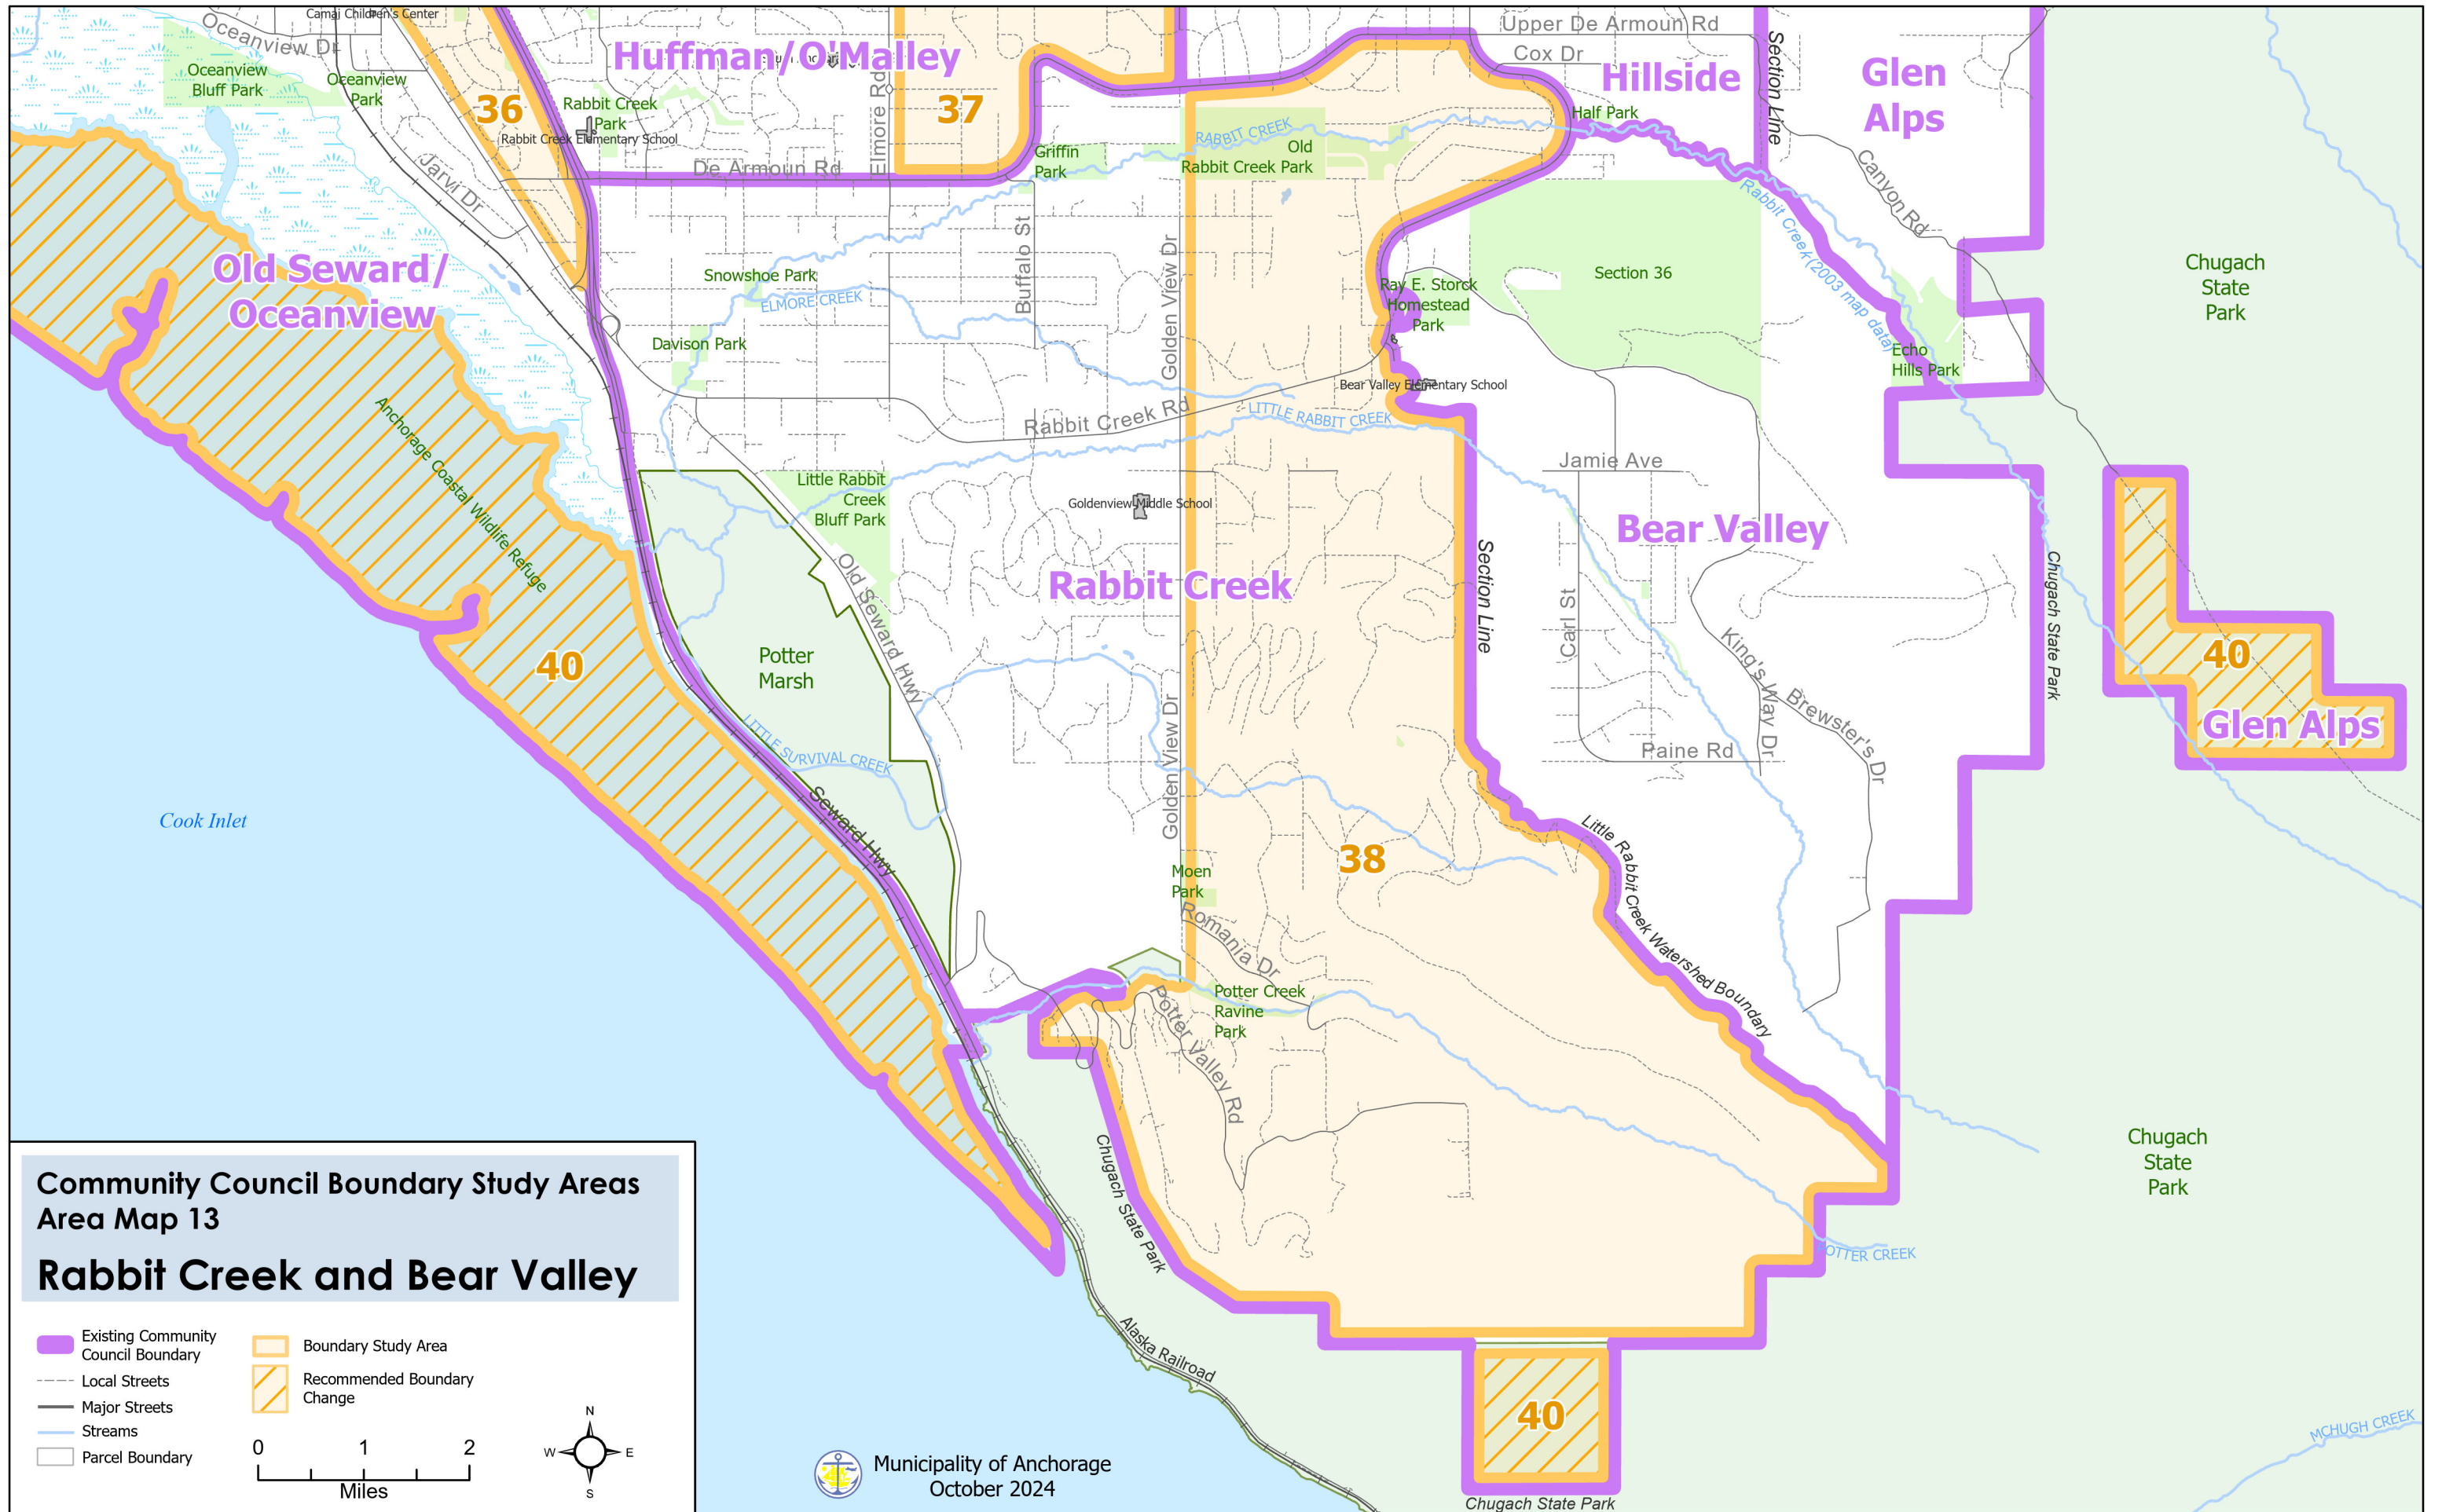 Camai Children's Center
Oceanview Dr
Oceanview
Bluff Park
Oceanview
Park
36
Rabbit Creek
Park
Rabbit Creek Elementary School
Huffman/O'Malley
Elmore Rd
37
Griffin
Park
De Armoun Rd
Jarvi Dr
RABBIT CREEK
Old
Rabbit Creek Park
Upper De Armoun Rd
Cox Dr
Hillside
Half Park
Section Line
Glen
Alps
Canyon Rd
Rabbit Creek (2003 map data)
Chugach
State
Park
Old Seward/
Oceanview
Snowshoe Park
ELMORE CREEK
Davison Park
Buffalo St
Golden View Dr
Ray E. Storck
Homestead
Park
Section 36
Echo
Hills Park
Bear Valley Elementary School
Rabbit Creek Rd
LITTLE RABBIT CREEK
Anchorage Coastal Wildlife Refuge
Little Rabbit
Creek
Bluff Park
Goldenview Middle School
Jamie Ave
Bear Valley
Rabbit Creek
Section Line
Carl St
Chugach State Park
Old Seward Hwy
40
Potter
Marsh
King's Way Dr
Brewster's Dr
Paine Rd
40
Glen Alps
LITTLE SURVIVAL CREEK
Golden View Dr
Seward Hwy
Cook Inlet
38
Little Rabbit Creek Watershed Boundary
Moen
Park
Romania Dr
Potter Creek
Ravine
Park
Potter Valley Rd
Chugach State Park
Chugach
State
Park
OTTER CREEK
Alaska Railroad
40
Chugach State Park
MCHUGH CREEK
Community Council Boundary Study Areas
Area Map 13
Rabbit Creek and Bear Valley
Existing Community
Council Boundary
Local Streets
Major Streets
Streams
Parcel Boundary
Boundary Study Area
Recommended Boundary
Change
0 1 2
Miles
N
W E
S
Municipality of Anchorage
October 2024